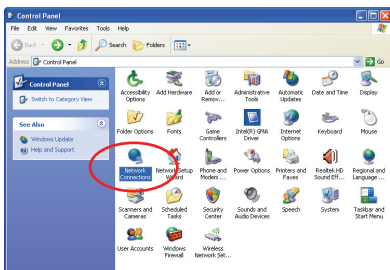 Control Panel
File Edit View Favorites Tools Help
Back Search Folders
Address Control Panel Go
Control Panel
Switch to Category View
See Also
Windows Update
Help and Support
Accessibility Options
Add Hardware
Add or Remov...
Administrative Tools
Automatic Updates
Date and Time
Display
Folder Options
Fonts
Game Controllers
Intel(R) GMA Driver
Internet Options
Keyboard
Mouse
Network Connections
Network Setup Wizard
Phone and Modem ...
Power Options
Printers and Faxes
Realtek HD Sound Eff...
Regional and Language ...
Scanners and Cameras
Scheduled Tasks
Security Center
Sounds and Audio Devices
Speech
System
Taskbar and Start Menu
User Accounts
Windows Firewall
Wireless Network Set...